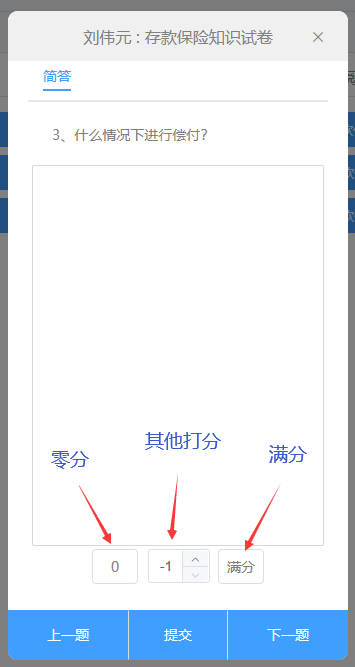 刘伟元 : 存款保险知识试卷
简答
3、什么情况下进行偿付?
零分
其他打分
满分
0
-1
满分
上一题
提交
下一题